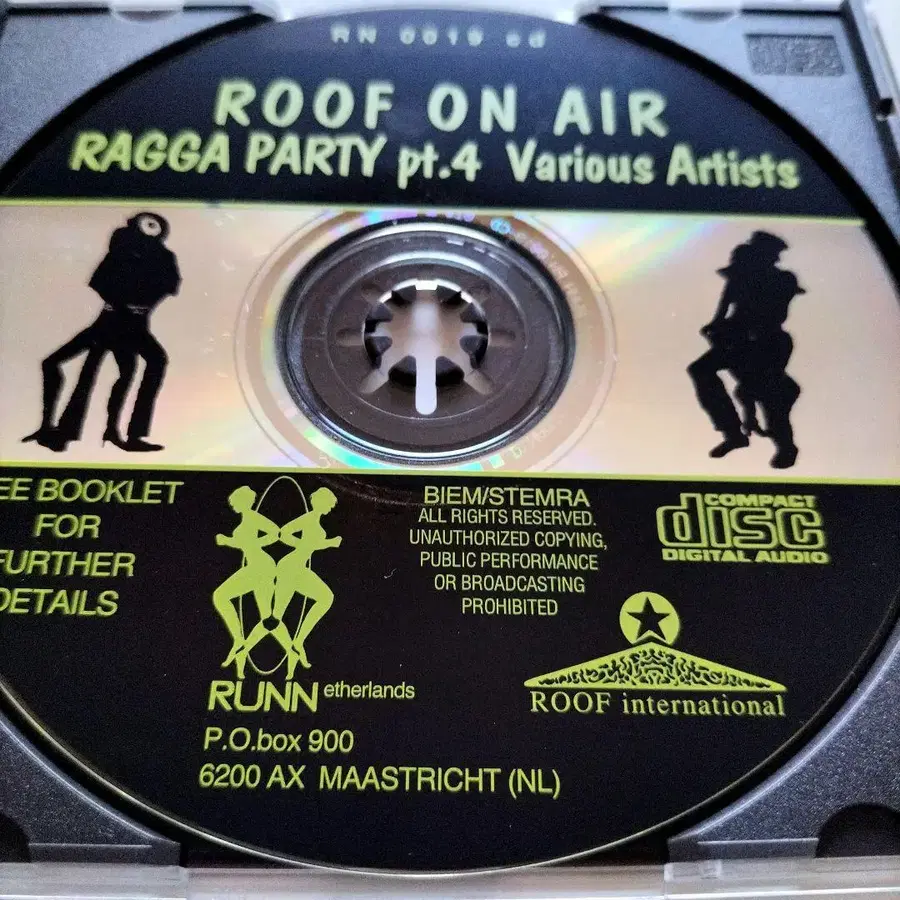 RN 0019 cd
ROOF ON AIR
RAGGA PARTY pt.4 Various Artists
EE BOOKLET
FOR
FURTHER
DETAILS
RUNNetherlands
P.O.box 900
6200 AX MAASTRICHT (NL)
BIEM/STEMRA
ALL RIGHTS RESERVED.
UNAUTHORIZED COPYING,
PUBLIC PERFORMANCE
OR BROADCASTING
PROHIBITED
COMPACT
disc
DIGITAL AUDIO
ROOF international